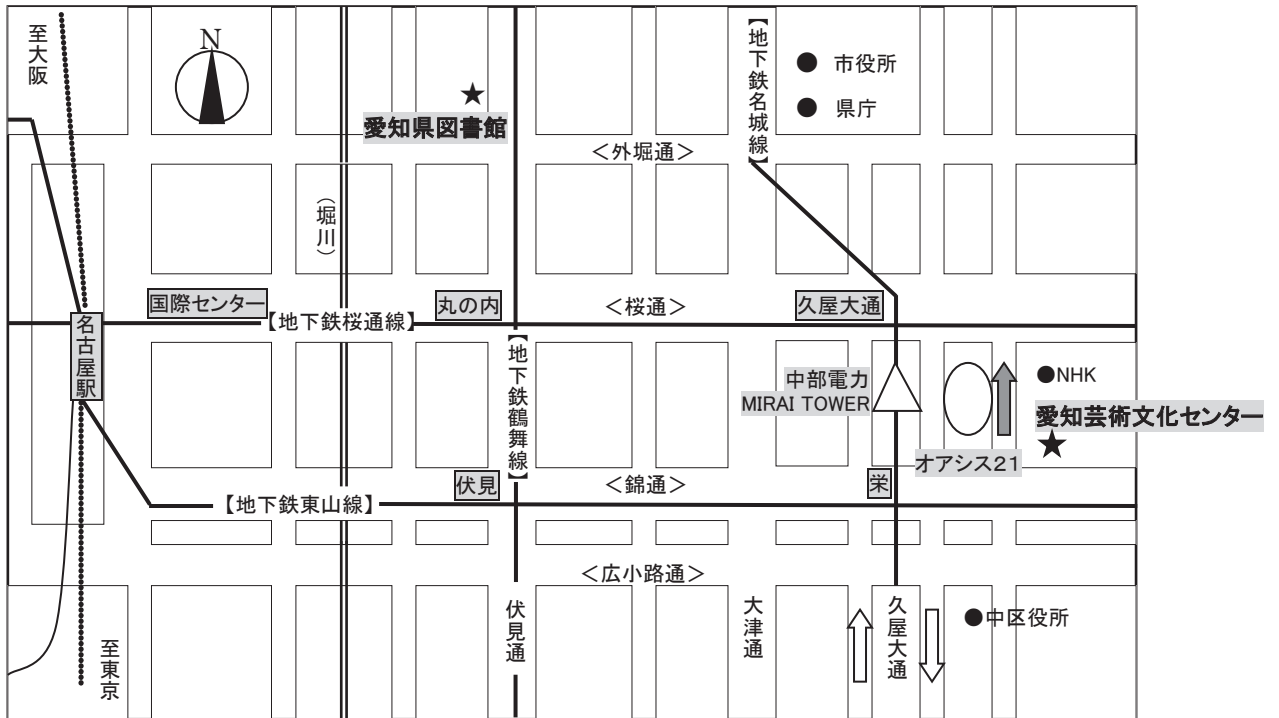 至大阪
N
【地下鉄名城線】
● 市役所
● 県庁
★
愛知県図書館
＜外堀通＞
（堀川）
国際センター
丸の内
＜桜通＞
久屋大通
【地下鉄桜通線】
名古屋駅
【地下鉄鶴舞線】
中部電力
MIRAI TOWER
●NHK
愛知芸術文化センター
★
オアシス21
伏見
＜錦通＞
栄
【地下鉄東山線】
＜広小路通＞
伏見通
大津通
久屋大通
●中区役所
至東京